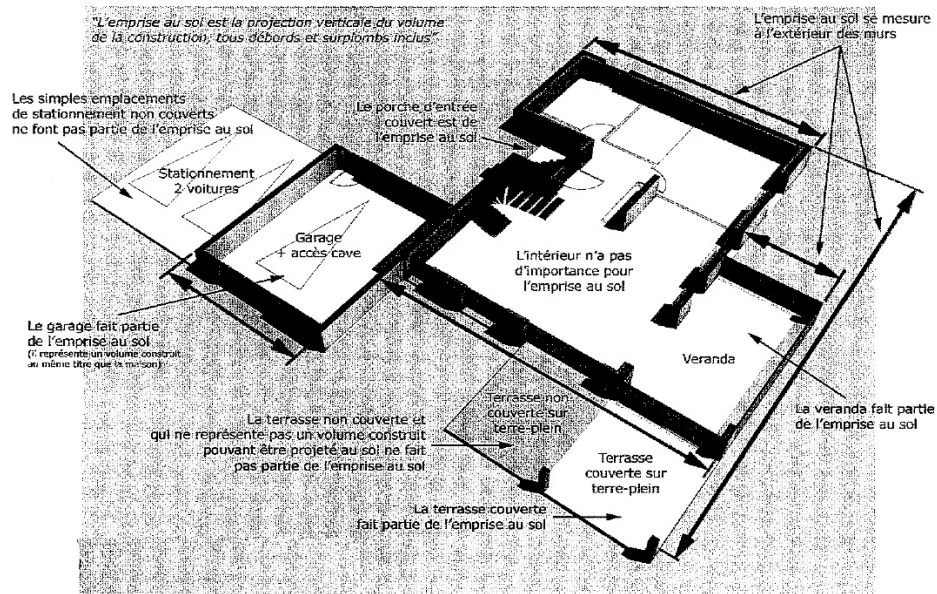 "L'emprise au sol est la projection verticale du volume
de la construction, tous débords et surplombs inclus"
L'emprise au sol se mesure
à l'extérieur des murs
Les simples emplacements
de stationnement non couverts
ne font pas partie de l'emprise au sol
Le porche d'entrée
couvert est de
l'emprise au sol
Stationnement
2 voitures
Garage
+ accès cave
L'intérieur n'a pas
d'importance pour
l'emprise au sol
Le garage fait partie
de l'emprise au sol
(il représente un volume construit
au même titre que la maison)
Veranda
La veranda fait partie
de l'emprise au sol
Terrasse non
couverte sur
terre-plein
La terrasse non couverte et
qui ne représente pas un volume construit
pouvant être projeté au sol ne fait
pas partie de l'emprise au sol
Terrasse
couverte sur
terre-plein
La terrasse couverte
fait partie de l'emprise au sol